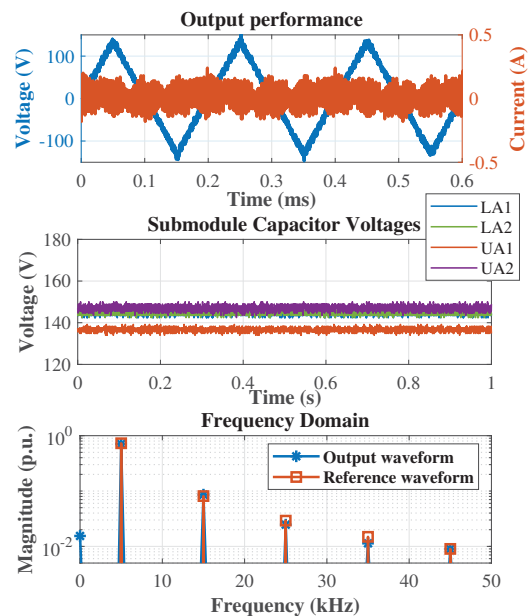 Output performance
Voltage (V)
100
0
-100
0.5
0
-0.5
Current (A)
0 0.1 0.2 0.3 0.4 0.5 0.6
Time (ms)
LA1
LA2
UA1
UA2
Submodule Capacitor Voltages
Voltage (V)
180
160
140
120
0 0.2 0.4 0.6 0.8 1
Time (s)
Frequency Domain
Magnitude (p.u.)
10^0
10^-2
Output waveform
Reference waveform
0 10 20 30 40 50
Frequency (kHz)